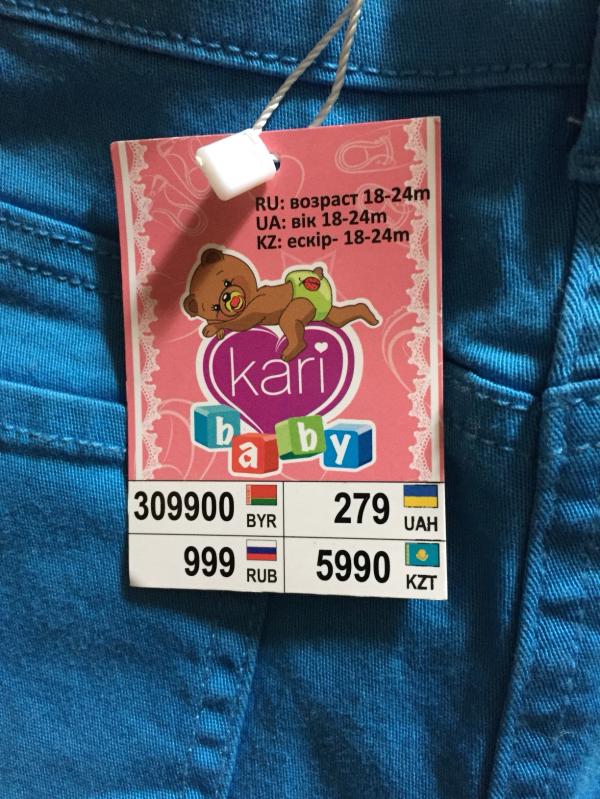 RU: возраст 18-24m
UA: вік 18-24m
KZ: ескір- 18-24m
kari
baby
309900 BYR 279 UAH
999 RUB 5990 KZT